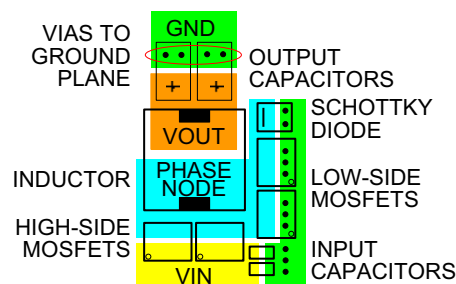 VIAS TO
GROUND
PLANE
GND
OUTPUT
CAPACITORS
+ +
VOUT
SCHOTTKY
DIODE
INDUCTOR
PHASE
NODE
LOW-SIDE
MOSFETS
HIGH-SIDE
MOSFETS
VIN
INPUT
CAPACITORS